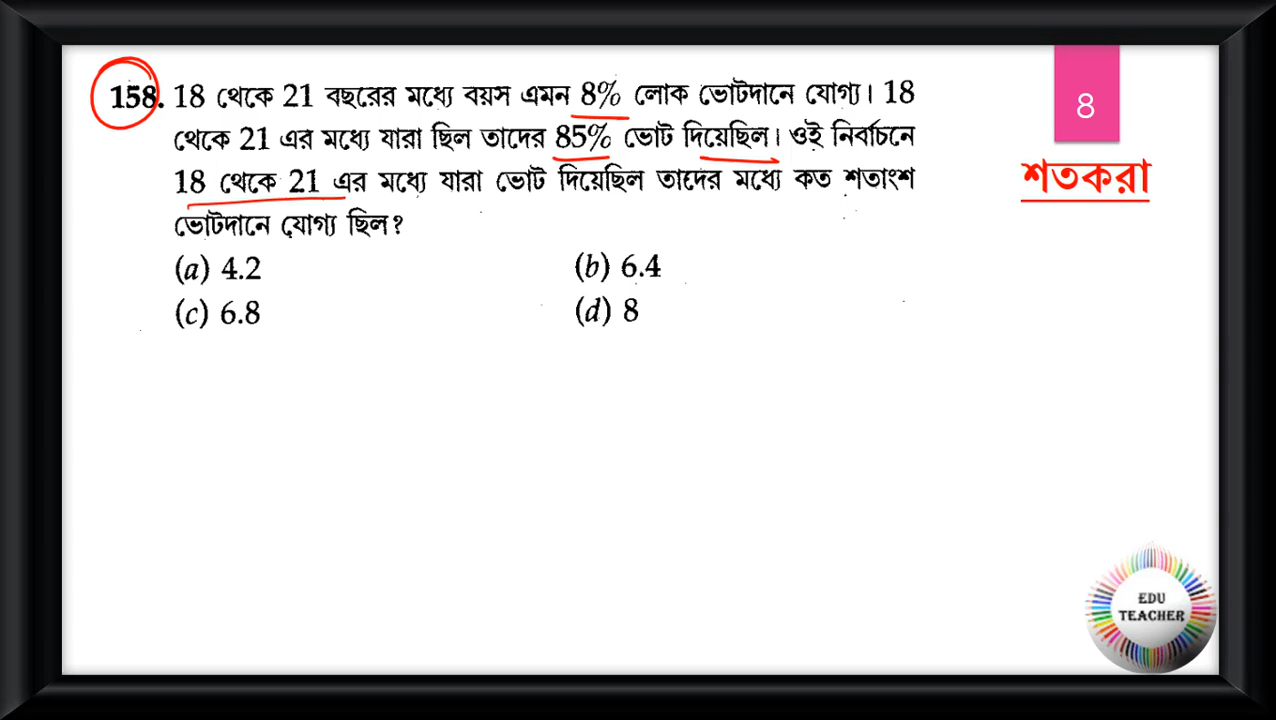 158. 18 থেকে 21 বছরের মধ্যে বয়স এমন 8% লোক ভোটদানে যোগ্য। 18
থেকে 21 এর মধ্যে যারা ছিল তাদের 85% ভোট দিয়েছিল। ওই নির্বাচনে
18 থেকে 21 এর মধ্যে যারা ভোট দিয়েছিল তাদের মধ্যে কত শতাংশ
ভোটদানে যোগ্য ছিল?
(a) 4.2 (b) 6.4
(c) 6.8 (d) 8
8
শতকরা
EDU
TEACHER